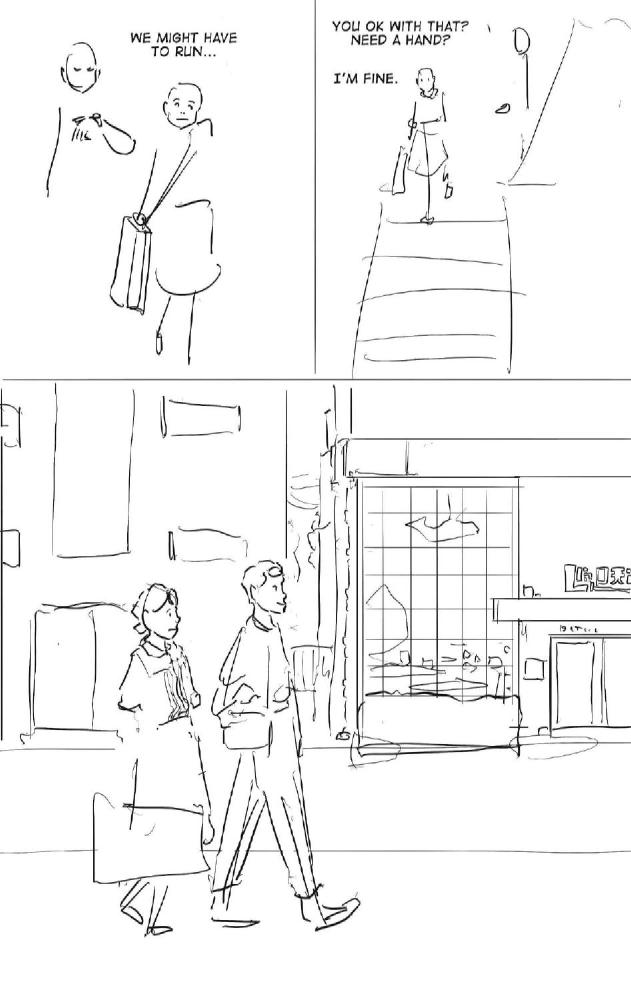 WE MIGHT HAVE
TO RUN...
YOU OK WITH THAT?
NEED A HAND?
I'M FINE.